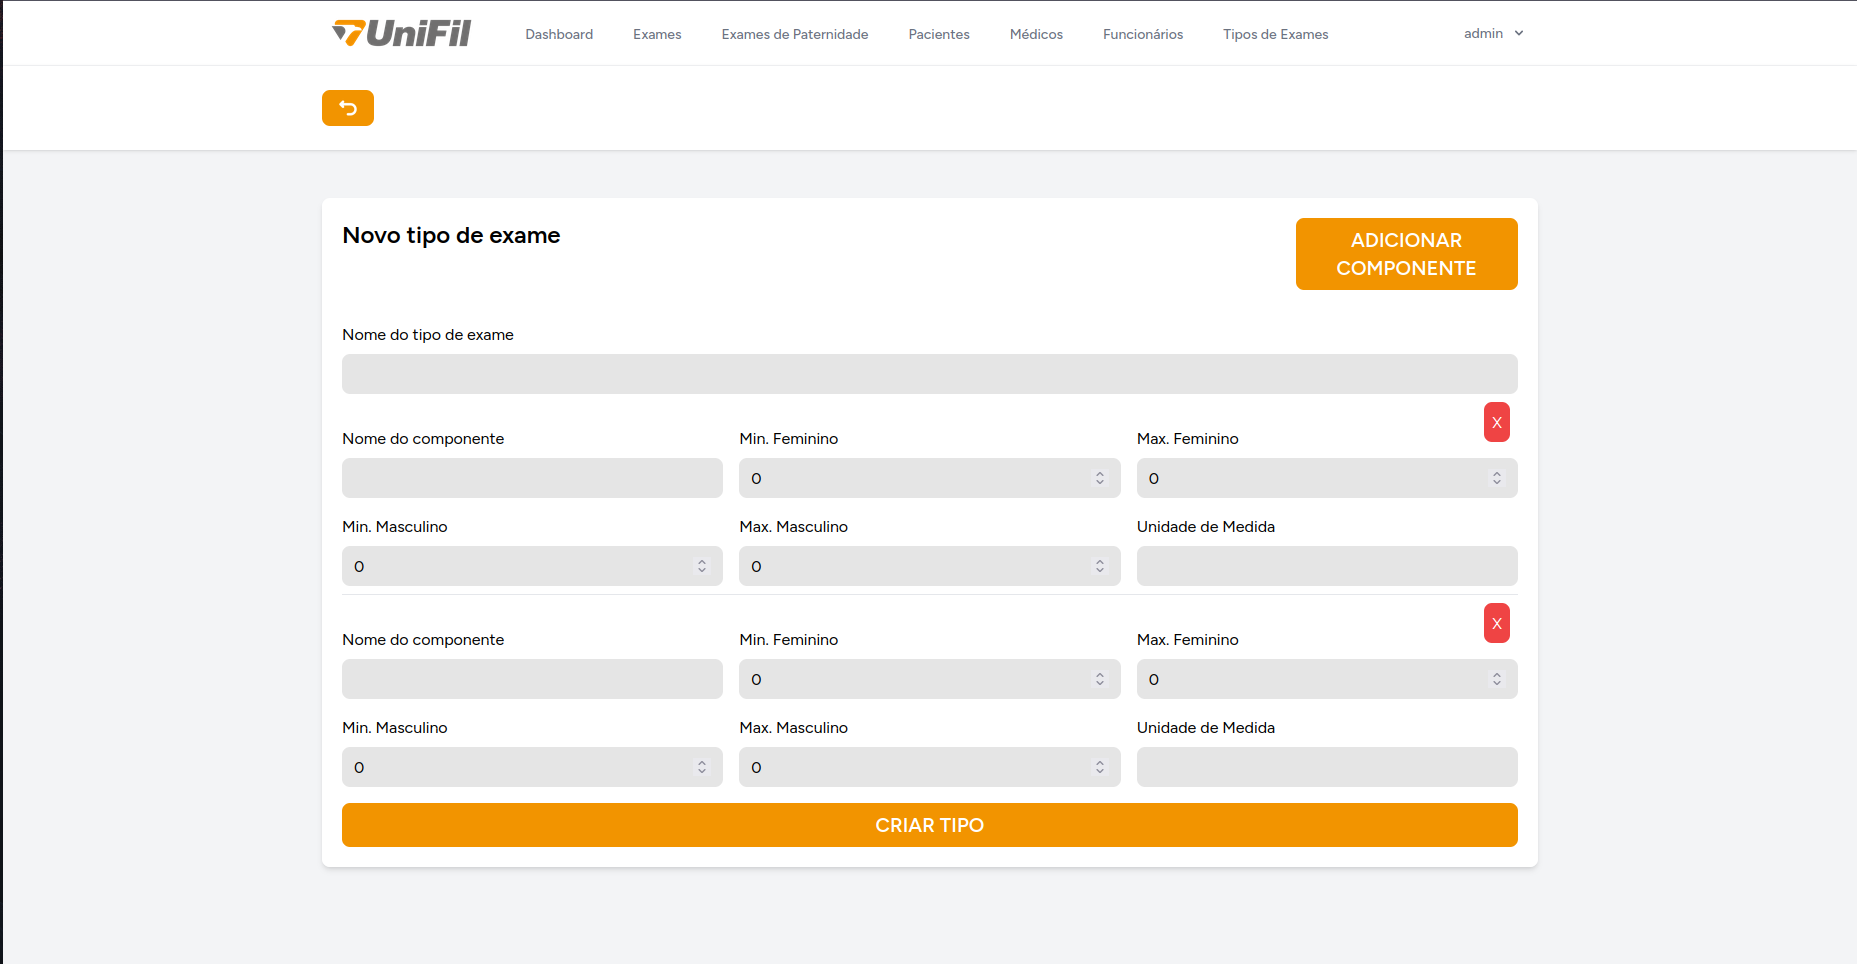 UniFil
Dashboard Exames Exames de Paternidade Pacientes Médicos Funcionários Tipos de Exames admin
Novo tipo de exame
ADICIONAR
COMPONENTE
Nome do tipo de exame
X
Nome do componente Min. Feminino Max. Feminino
0 0
Min. Masculino Max. Masculino Unidade de Medida
0 0
X
Nome do componente Min. Feminino Max. Feminino
0 0
Min. Masculino Max. Masculino Unidade de Medida
0 0
CRIAR TIPO